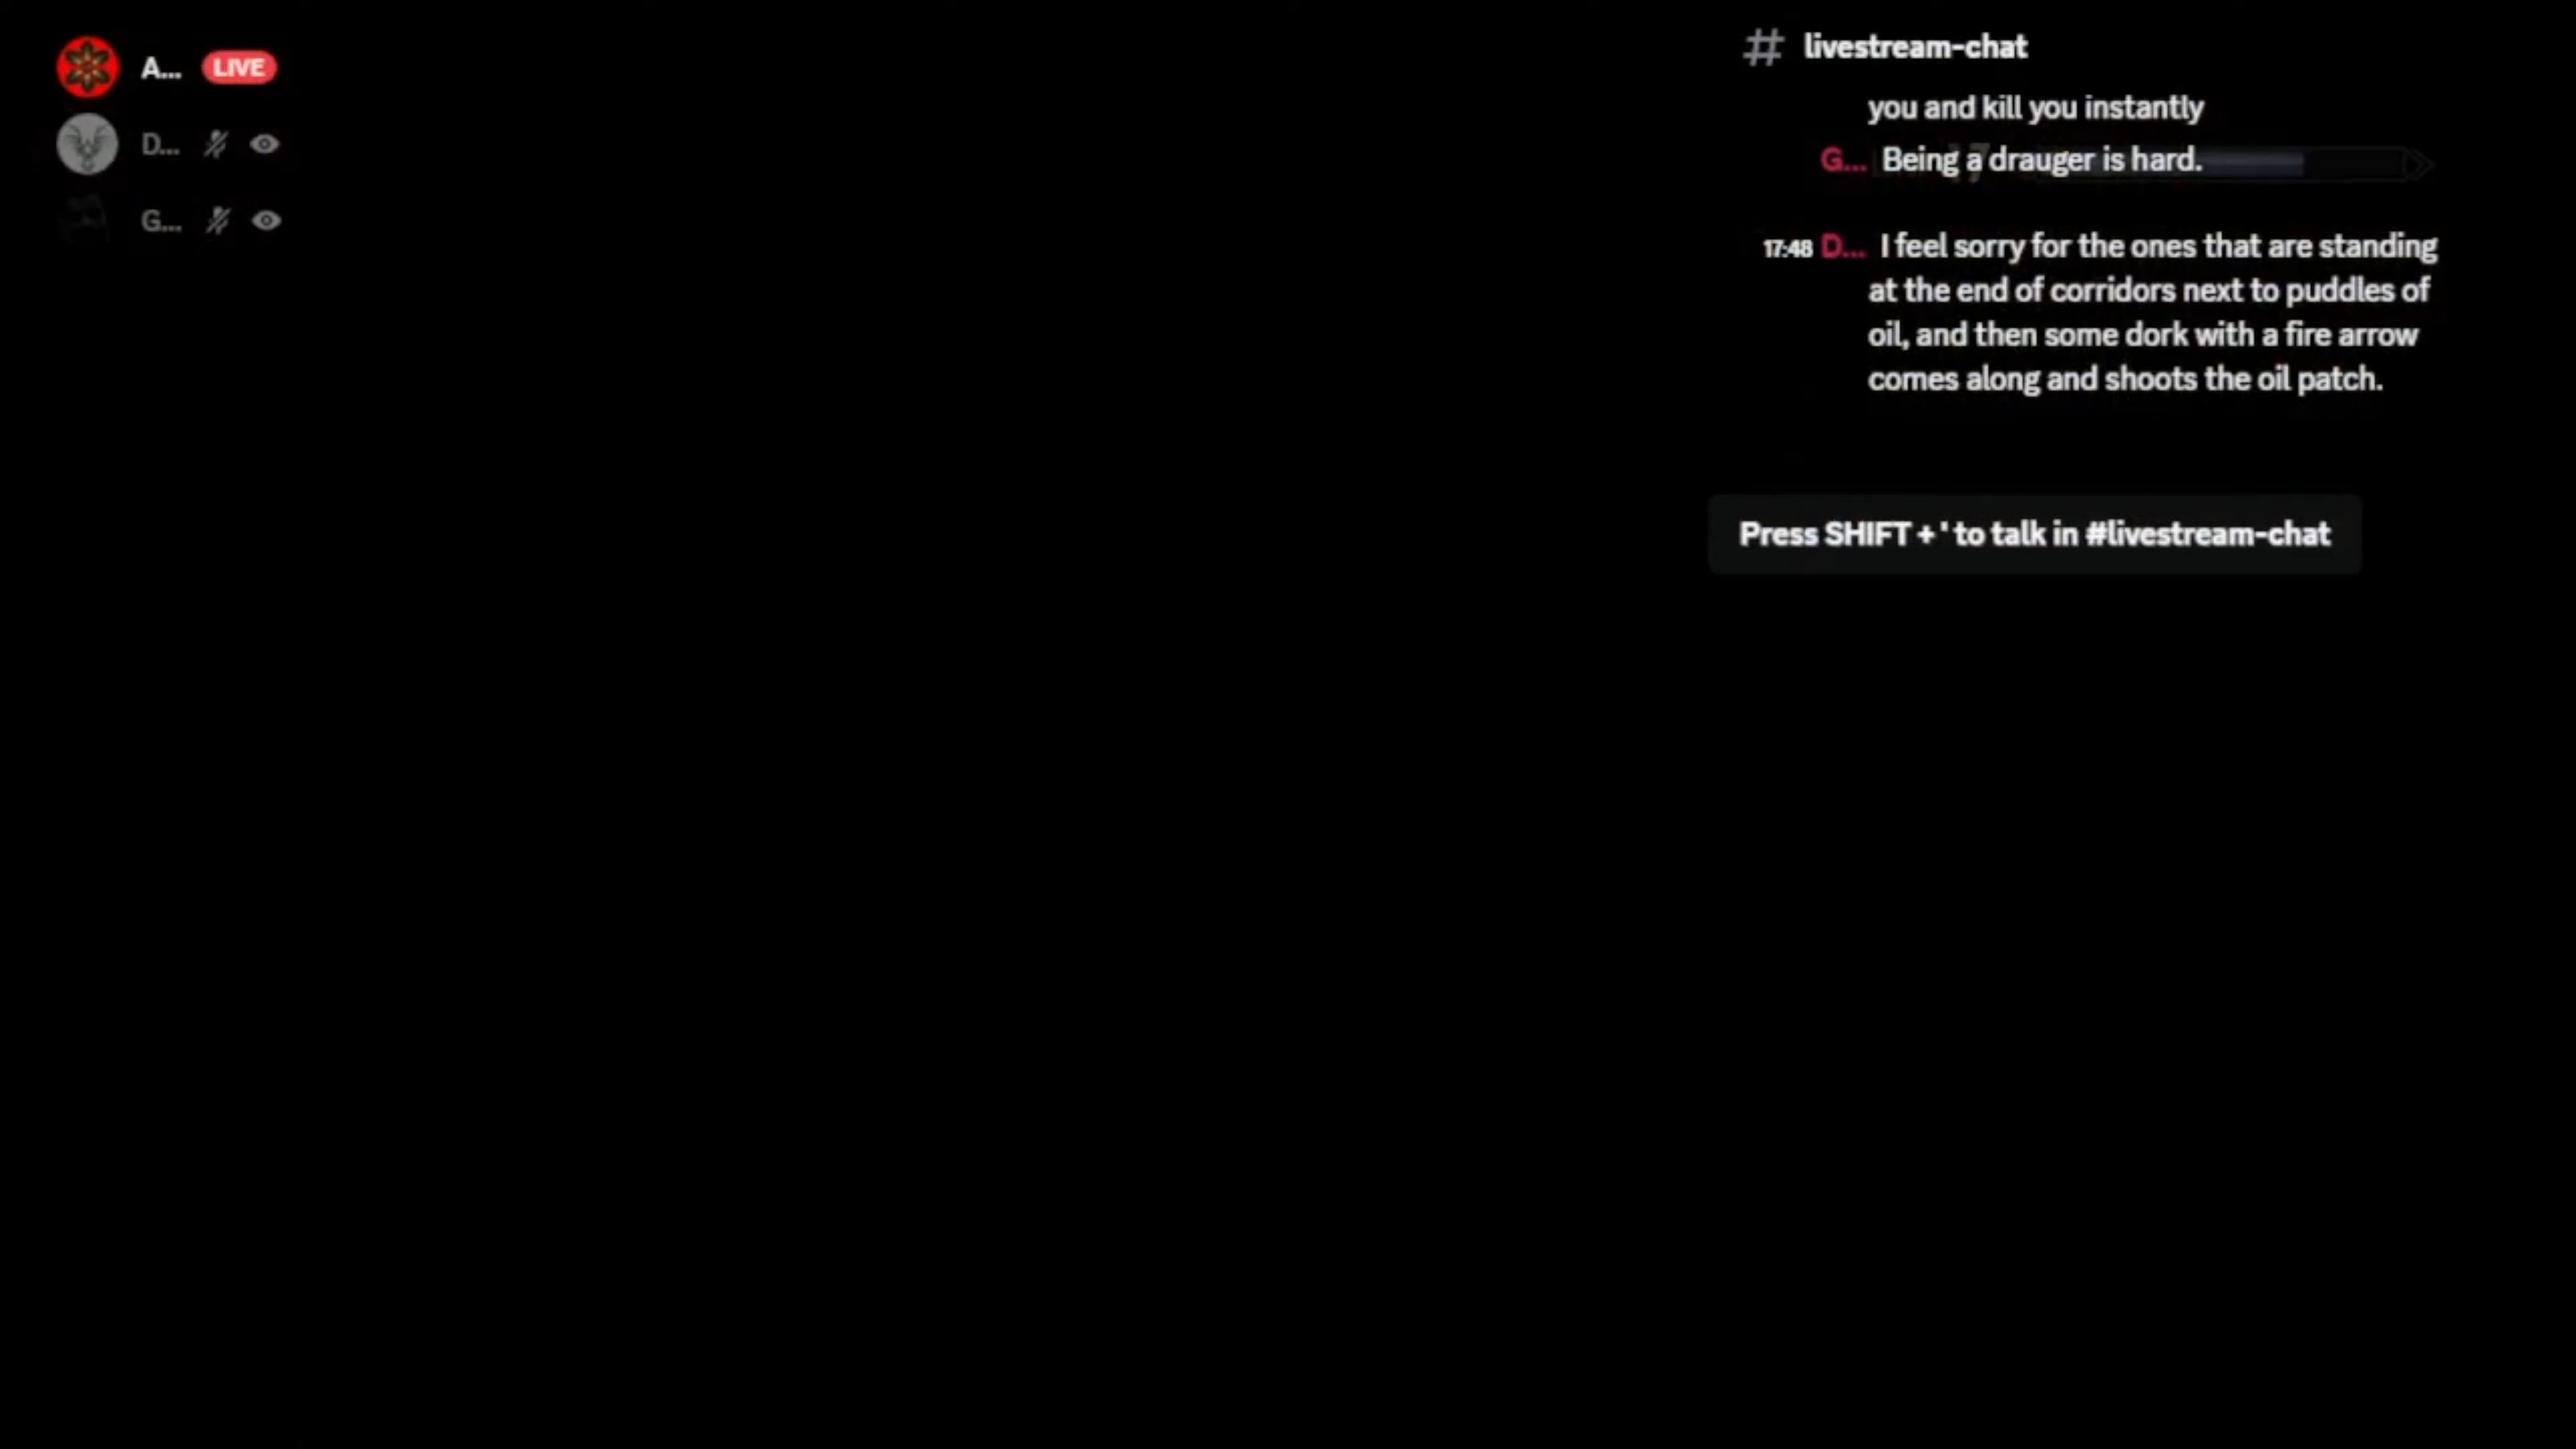 A... LIVE
D...
G...
# livestream-chat
you and kill you instantly
G... Being a drauger is hard.
17:48 D... I feel sorry for the ones that are standing
at the end of corridors next to puddles of
oil, and then some dork with a fire arrow
comes along and shoots the oil patch.
Press SHIFT + ' to talk in #livestream-chat